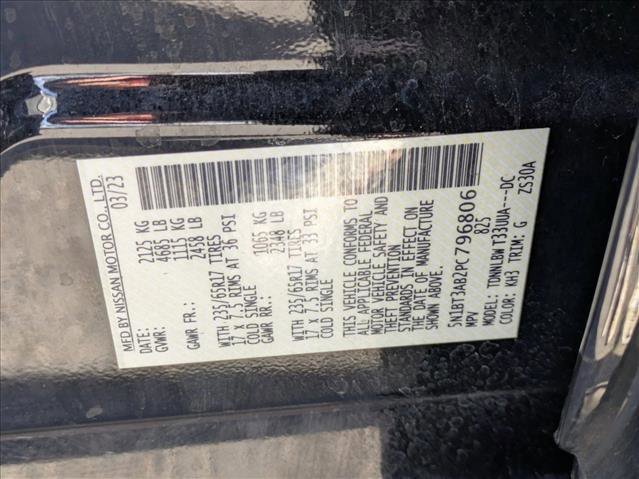 MFD BY NISSAN MOTOR CO., LTD.
DATE: 03/23
GVWR: 2125 KG
4685 LB
GAWR FR.: 1115 KG
2458 LB
WITH 235/65R17 TIRES
17 X 7.5 RIMS AT 36 PSI
COLD SINGLE
GAWR RR.: 1065 KG
2348 LB
WITH 235/65R17 TIRES
17 X 7.5 RIMS AT 33 PSI
COLD SINGLE
THIS VEHICLE CONFORMS TO
ALL APPLICABLE FEDERAL
MOTOR VEHICLE SAFETY AND
THEFT PREVENTION
STANDARDS IN EFFECT ON
THE DATE OF MANUFACTURE
SHOWN ABOVE.
5N1BT3AB2PC796806
MPV 825
MODEL: TDNNLBW T33UUA---DC
COLOR: KH3 TRIM: G ZS30A